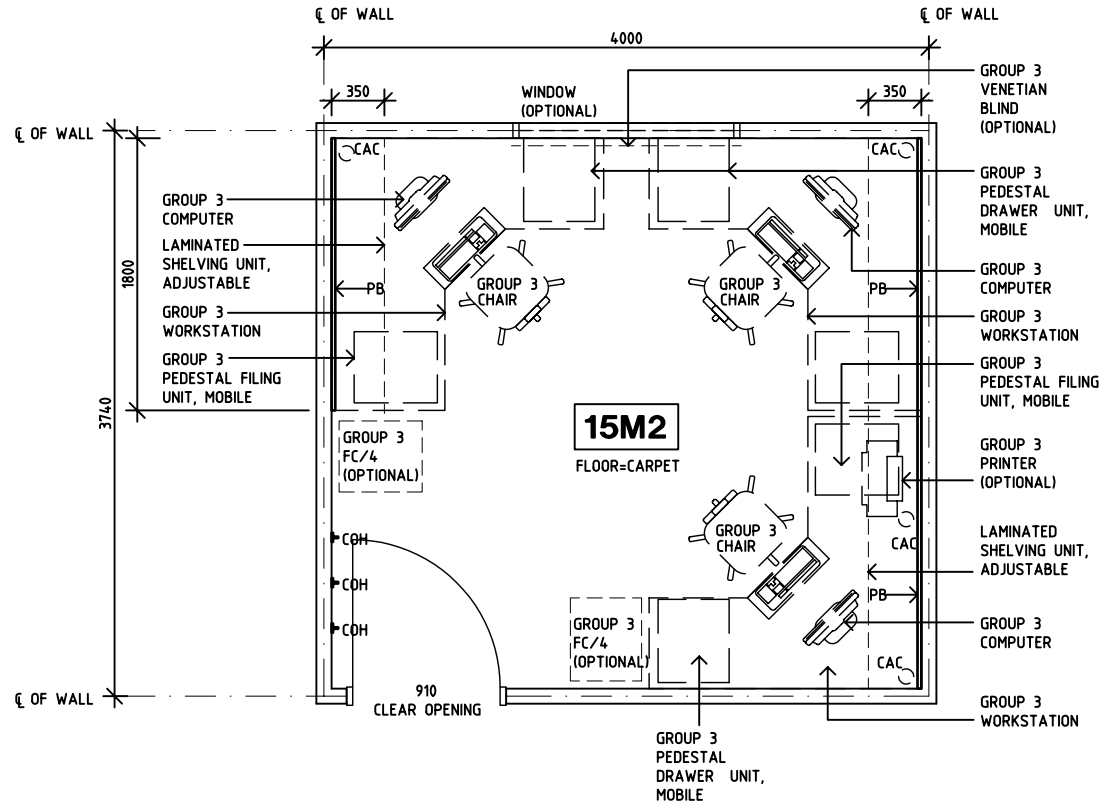 ℄ OF WALL
℄ OF WALL
4000
350
WINDOW
(OPTIONAL)
350
GROUP 3
VENETIAN
BLIND
(OPTIONAL)
℄ OF WALL
CAC
CAC
GROUP 3
PEDESTAL
DRAWER UNIT,
MOBILE
GROUP 3
COMPUTER
LAMINATED
SHELVING UNIT,
ADJUSTABLE
1800
PB
GROUP 3
CHAIR
GROUP 3
CHAIR
PB
GROUP 3
COMPUTER
GROUP 3
WORKSTATION
GROUP 3
WORKSTATION
GROUP 3
PEDESTAL FILING
UNIT, MOBILE
GROUP 3
PEDESTAL FILING
UNIT, MOBILE
3740
15M2
FLOOR=CARPET
GROUP 3
FC/4
(OPTIONAL)
GROUP 3
PRINTER
(OPTIONAL)
COH
GROUP 3
CHAIR
CAC
LAMINATED
SHELVING UNIT,
ADJUSTABLE
COH
PB
COH
GROUP 3
FC/4
(OPTIONAL)
GROUP 3
COMPUTER
CAC
℄ OF WALL
910
CLEAR OPENING
GROUP 3
WORKSTATION
GROUP 3
PEDESTAL
DRAWER UNIT,
MOBILE